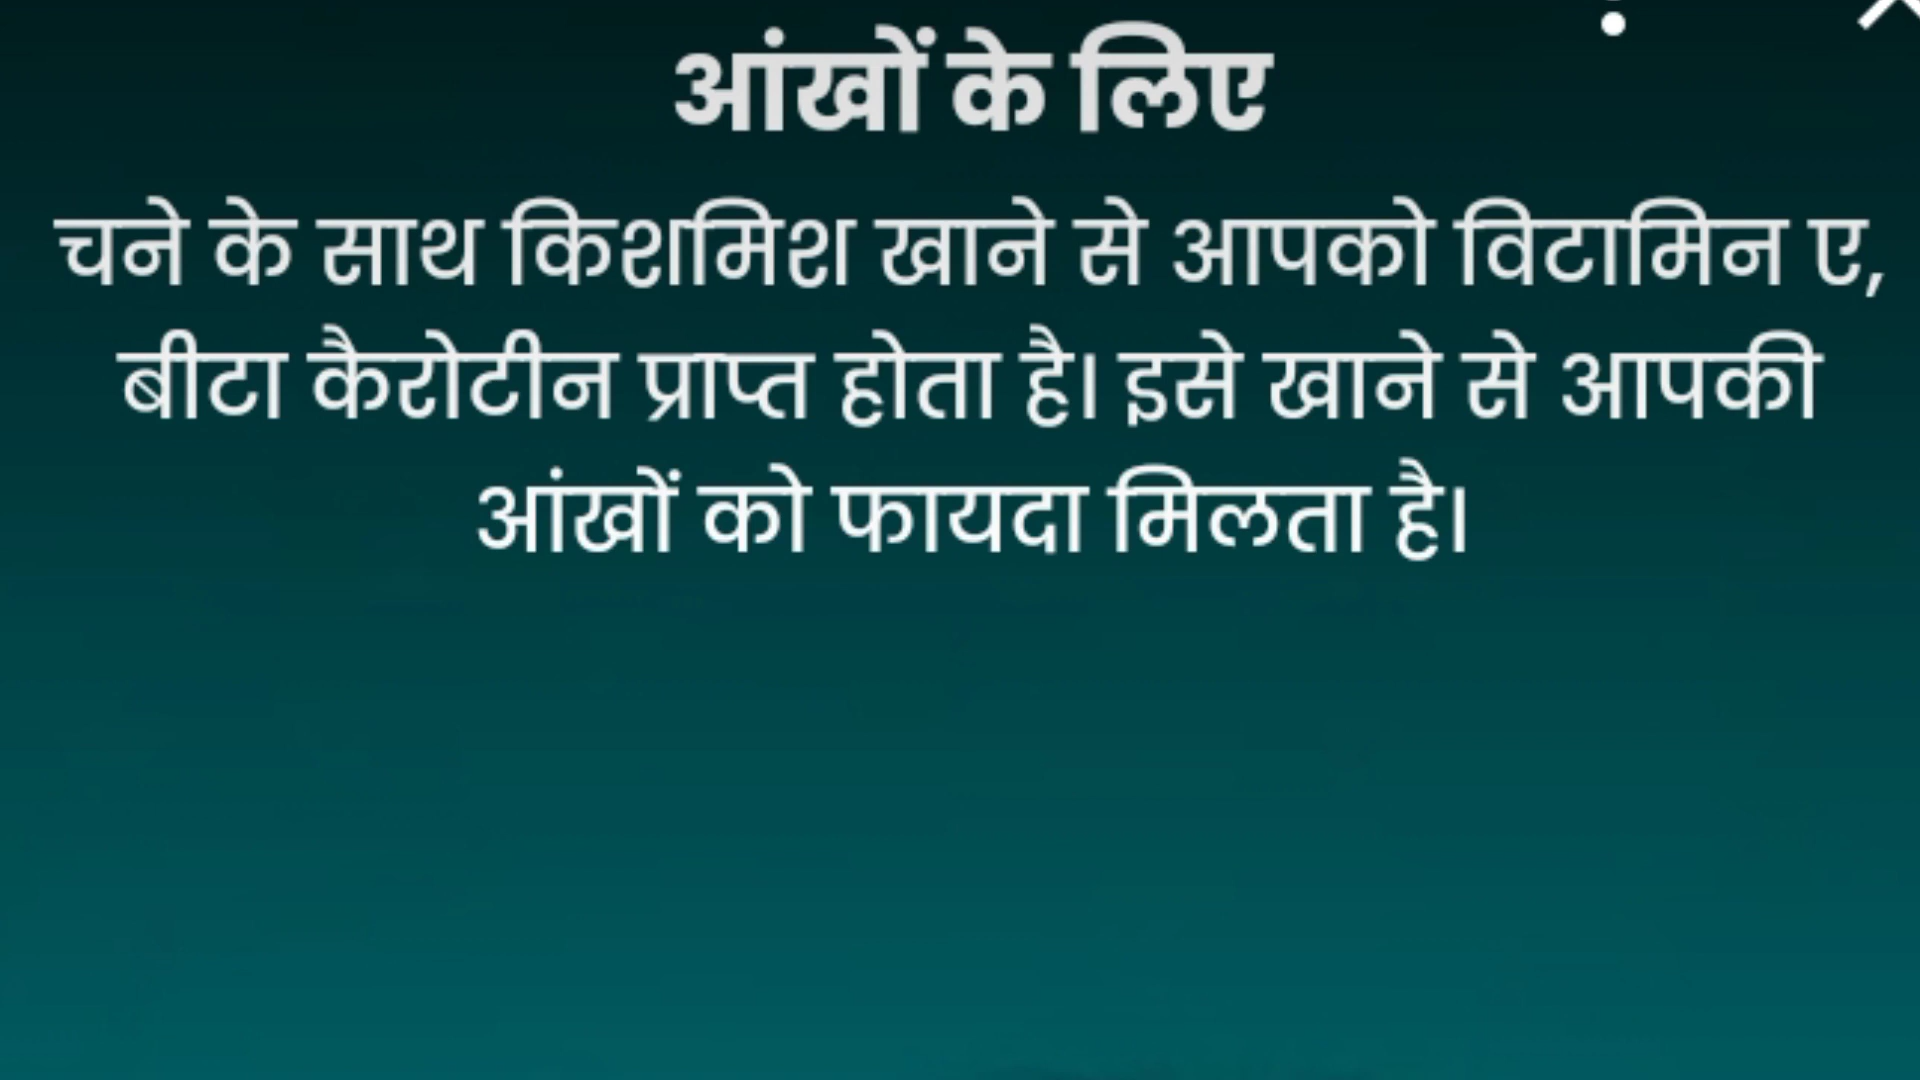 आंखों के लिए
चने के साथ किशमिश खाने से आपको विटामिन ए,
बीटा कैरोटीन प्राप्त होता है। इसे खाने से आपकी
आंखों को फायदा मिलता है।